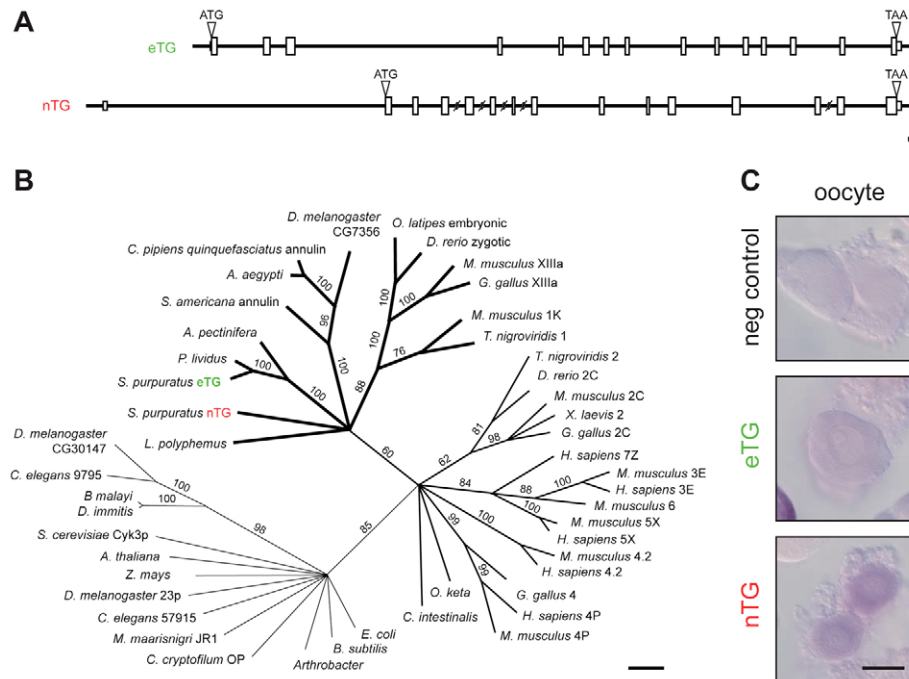 A
ATG
TAA
eTG
ATG
TAA
nTG
B
C
oocyte
neg control
eTG
nTG
D. melanogaster
CG7356
O. latipes embryonic
C. pipiens quinquefasciatus annulin
D. rerio zygotic
A. aegypti
M. musculus XIIIa
G. gallus XIIIa
S. americana annulin
M. musculus 1K
A. pectinifera
T. nigroviridis 1
P. lividus
T. nigroviridis 2
S. purpuratus eTG
D. rerio 2C
M. musculus 2C
S. purpuratus nTG
X. laevis 2
D. melanogaster
CG30147
L. polyphemus
G. gallus 2C
H. sapiens 7Z
C. elegans 9795
M. musculus 3E
H. sapiens 3E
B malayi
D. immitis
M. musculus 6
M. musculus 5X
S. cerevisiae Cyk3p
H. sapiens
5X
A. thaliana
M. musculus 4.2
Z. mays
H. sapiens 4.2
D. melanogaster 23p
O. keta
G. gallus 4
C. elegans 57915
C. intestinalis
H. sapiens 4P
M. maarisnigri JR1
E. coli
M. musculus 4P
B. subtilis
C. cryptofilum OP
Arthrobacter
100
96
100
100
100
100
100
100
76
88
60
62
81
98
84
88
100
100
100
99
99
85
98
100
100